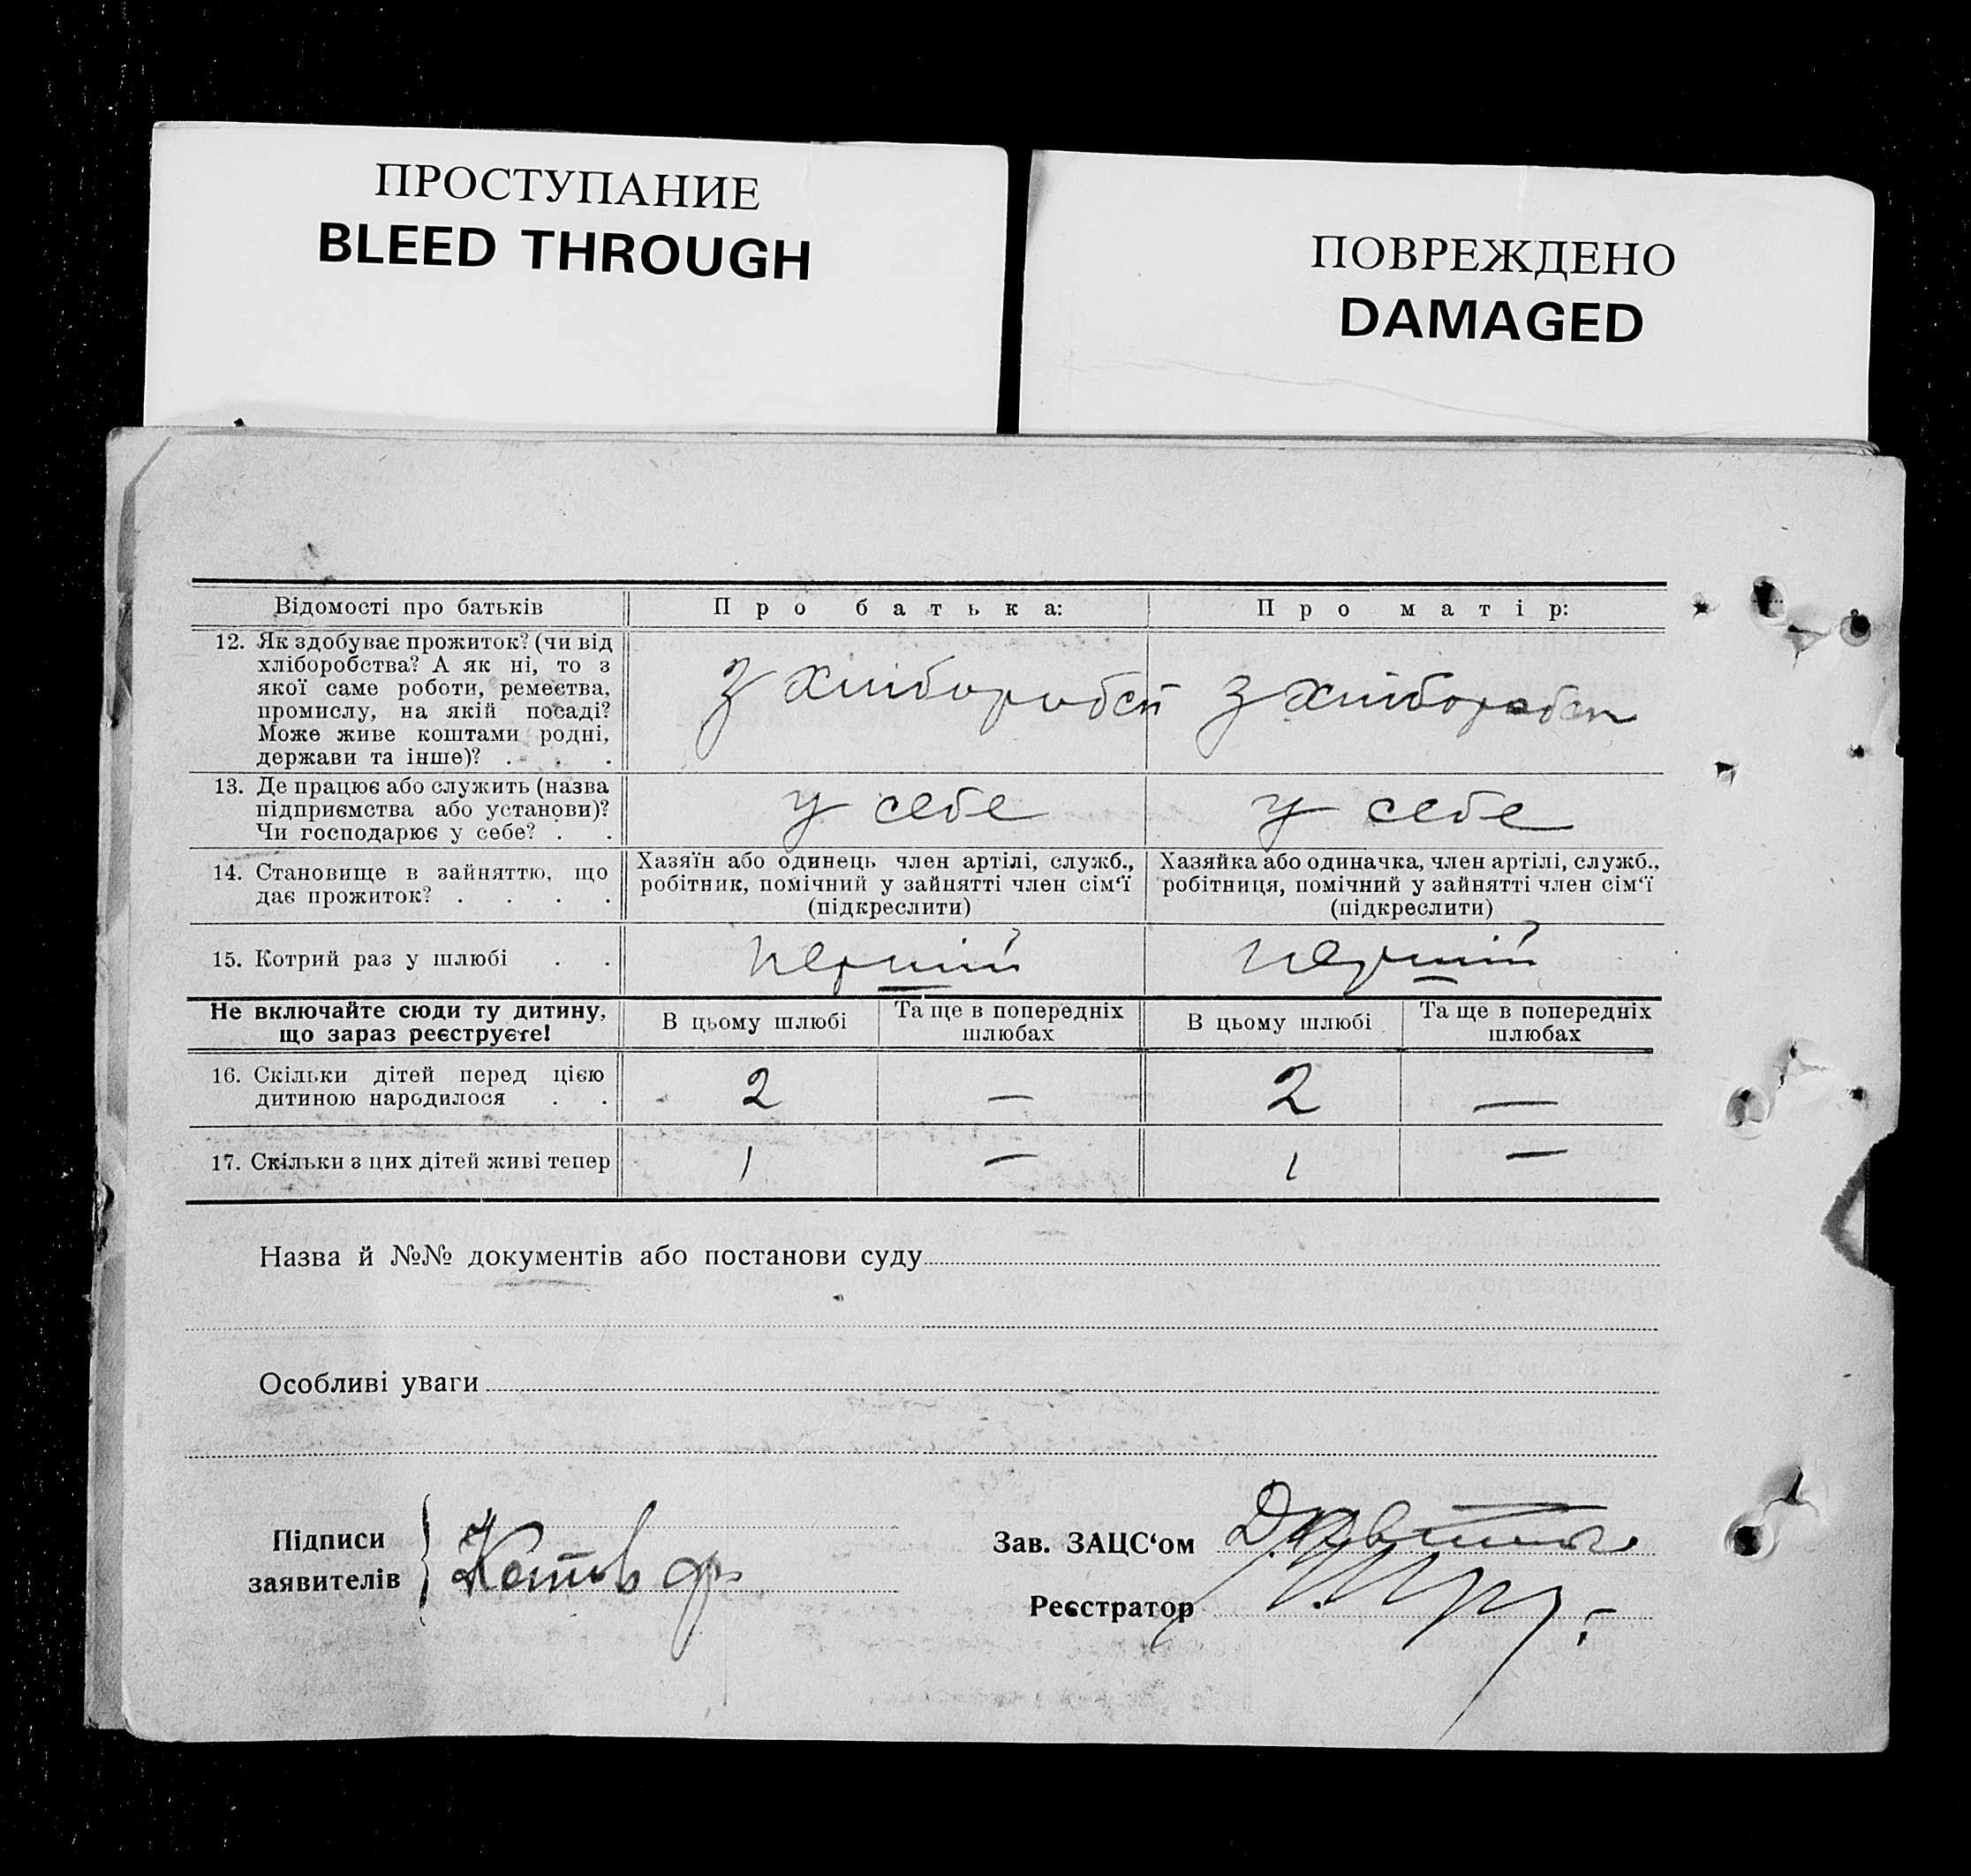 ПРОСТУПАНИЕ
BLEED THROUGH
ПОВРЕЖДЕНО
DAMAGED
Відомості про батьків
Про батька:
Про матір:
12. Як здобуває прожиток? (чи від
хліборобства? А як ні, то з
якої саме роботи, ремества,
промислу, на якій посаді?
Може живе коштами родні,
держави та інше)? . . .
З хліборобст
З хліборобст
13. Де працює або служить (назва
підприємства або установи)?
Чи господарює у себе? . .
у себе
у себе
14. Становище в зайняттю, що
дає прожиток? . . . .
Хазяїн або одинець член артілі, служб.,
робітник, помічний у зайнятті член сім‘ї
(підкреслити)
Хазяйка або одиначка, член артілі, служб.,
робітниця, помічний у зайнятті член сім‘ї
(підкреслити)
15. Котрий раз у шлюбі . .
перший
перший
Не включайте сюди ту дитину,
що зараз реєструєте!
В цьому шлюбі
Та ще в попередніх
шлюбах
В цьому шлюбі
Та ще в попередніх
шлюбах
16. Скільки дітей перед цією
дитиною народилося . .
2
—
2
—
17. Скільки з цих дітей живі тепер
1
—
1
—
Назва й №№ документів або постанови суду
Особливі уваги
Підписи
заявителів
Котов
Зав. ЗАЦС‘ом
Реєстратор